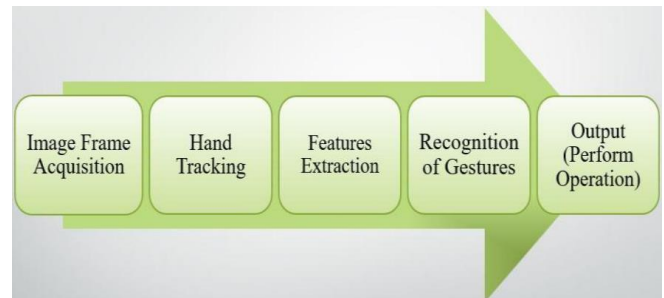 Image Frame
Acquisition
Hand
Tracking
Features
Extraction
Recognition
of Gestures
Output
(Perform
Operation)